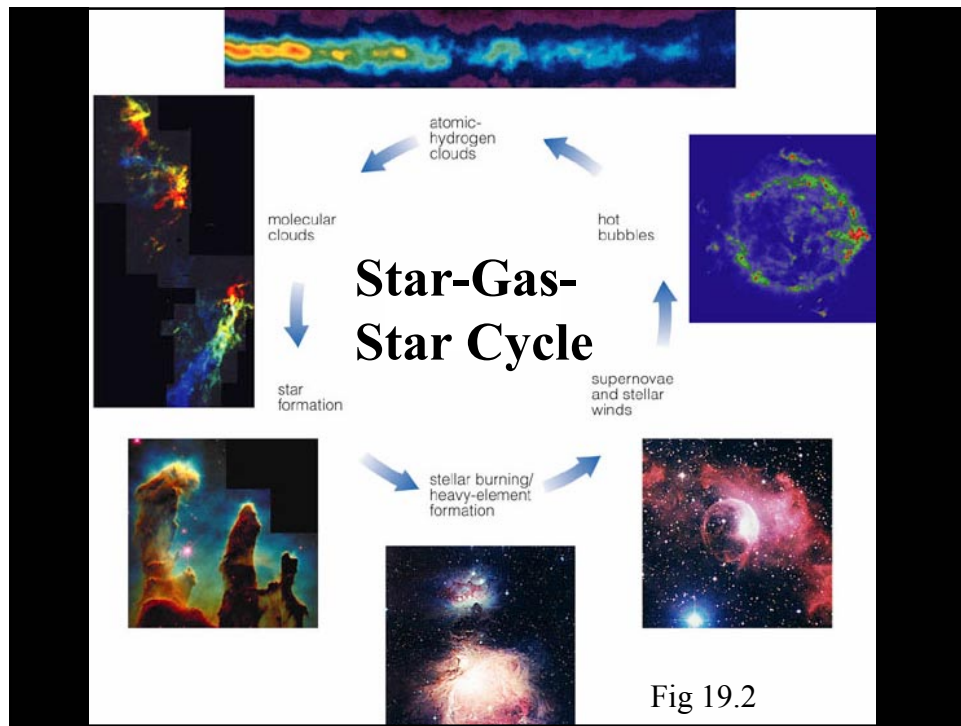 atomic-
hydrogen
clouds
molecular
clouds
hot
bubbles
Star-Gas-
Star Cycle
star
formation
supernovae
and stellar
winds
stellar burning/
heavy-element
formation
Fig 19.2